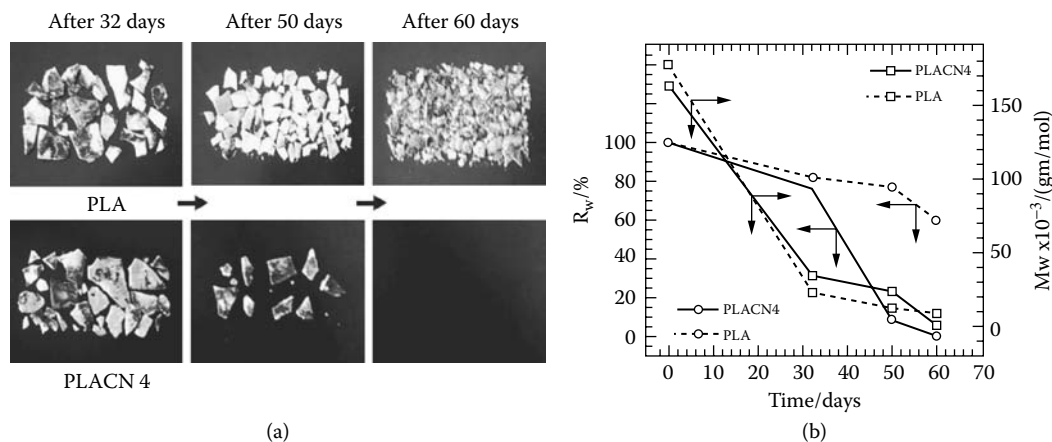 After 32 days
After 50 days
After 60 days
PLA
PLACN 4
(a)
PLACN4
PLA
100
80
60
40
20
0
R_w/%
150
100
50
0
Mw x10⁻³/(gm/mol)
PLACN4
PLA
0 10 20 30 40 50 60 70
Time/days
(b)